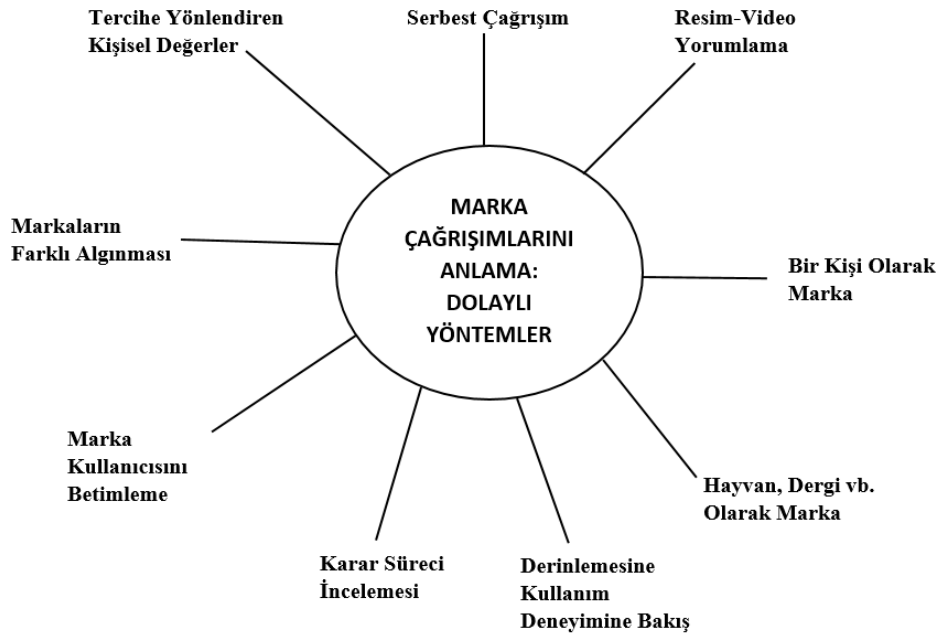 Tercihe Yönlendiren
Kişisel Değerler
Serbest Çağrışım
Resim-Video
Yorumlama
Markaların
Farklı Algınması
MARKA
ÇAĞRIŞIMLARINI
ANLAMA:
DOLAYLI
YÖNTEMLER
Bir Kişi Olarak
Marka
Marka
Kullanıcısını
Betimleme
Hayvan, Dergi vb.
Olarak Marka
Karar Süreci
İncelemesi
Derinlemesine
Kullanım
Deneyimine Bakış